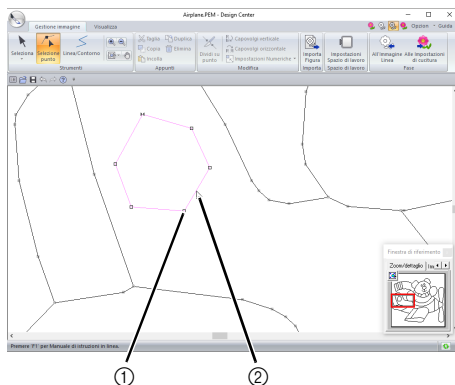 Airplane.PEM - Design Center
Gestione immagine Visualizza Opzion. Guida
Seleziona
Selezione punto
Linea/Contorno
Strumenti
Taglia Duplica
Copia Elimina
Incolla
Appunti
Dividi su punto
Capovolgi verticale
Capovolgi orizzontale
Impostazioni Numeriche
Modifica
Importa Figura
Importa
Impostazioni Spazio di lavoro
Spazio di lavoro
All'Immagine Linea
Alle Impostazioni di cucitura
Fase
Finestra di riferimento
Zoom/dettaglio
Premere 'F1' per Manuale di istruzioni in linea.
① ②